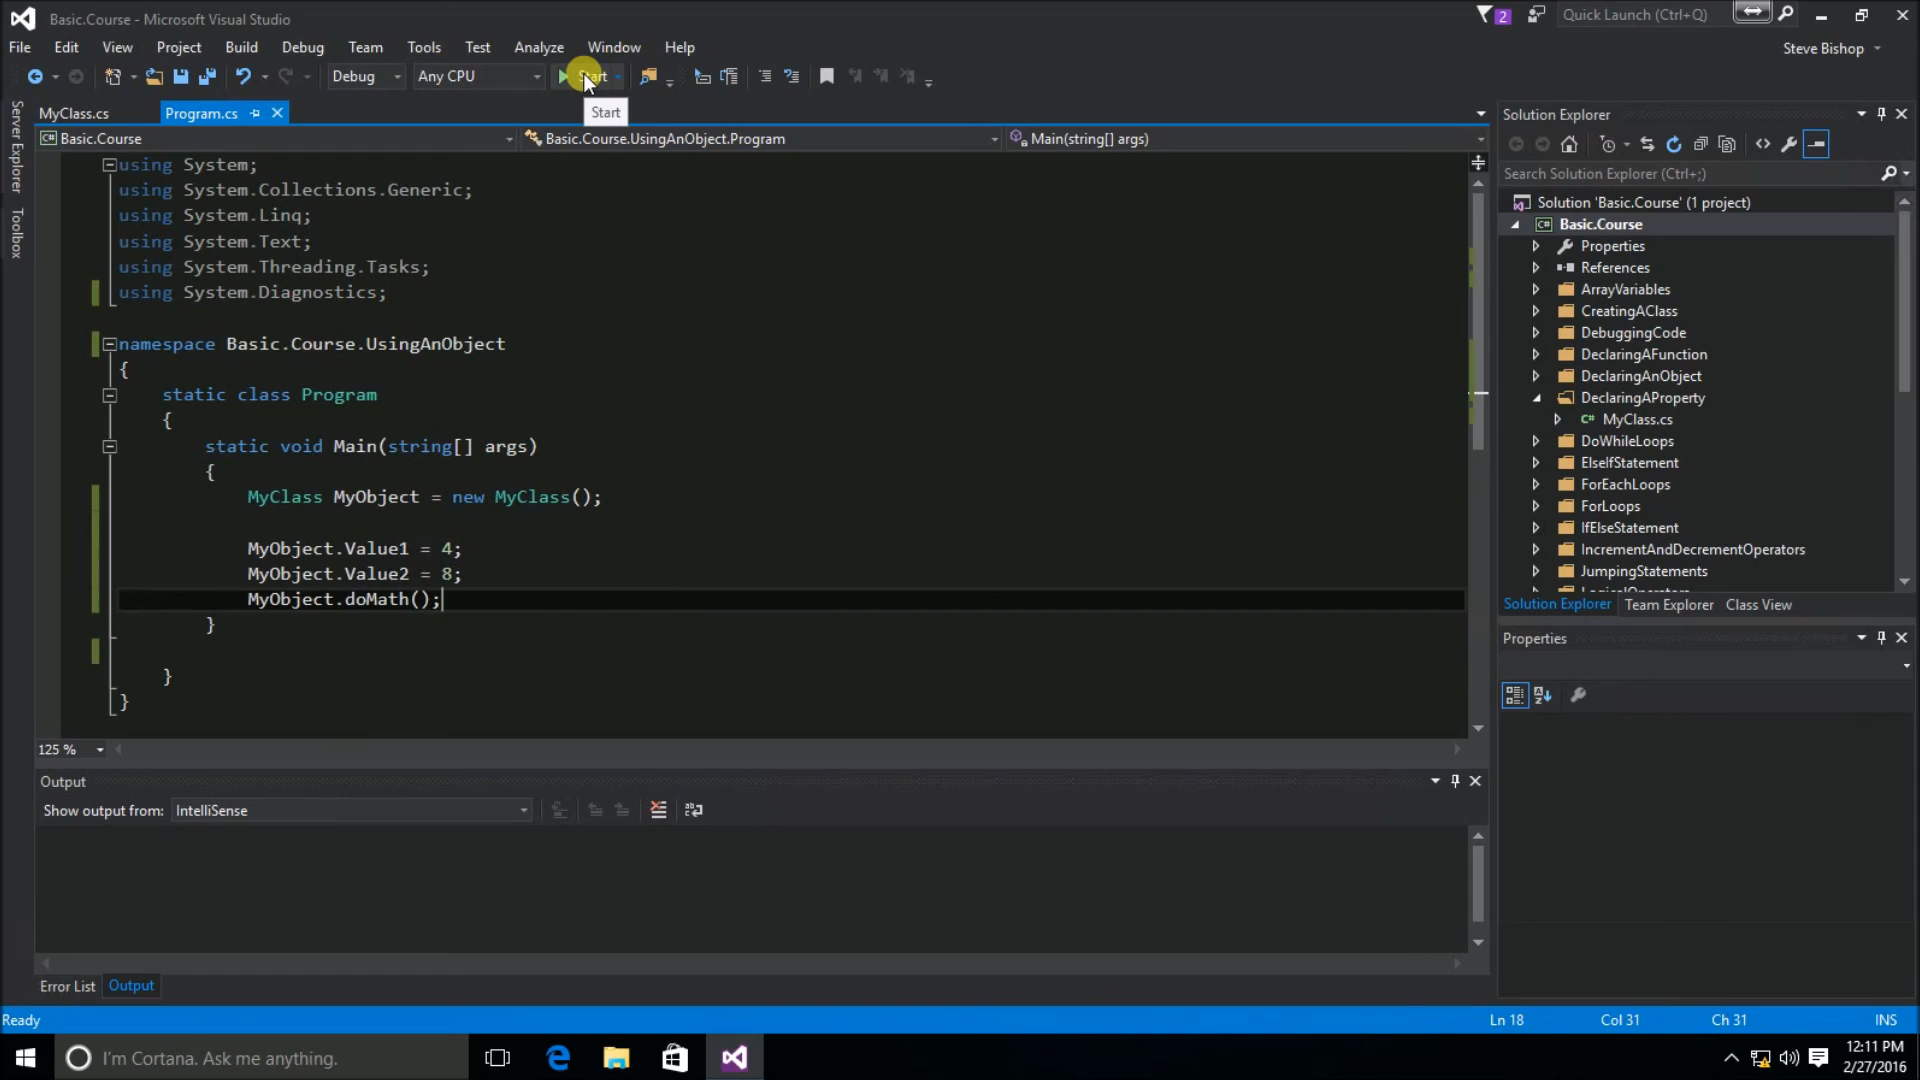 Basic.Course - Microsoft Visual Studio
2
Quick Launch (Ctrl+Q)
File Edit View Project Build Debug Team Tools Test Analyze Window Help
Steve Bishop
Debug Any CPU Start
Start
MyClass.cs Program.cs
Basic.Course Basic.Course.UsingAnObject.Program Main(string[] args)
Server Explorer
Toolbox
using System;
using System.Collections.Generic;
using System.Linq;
using System.Text;
using System.Threading.Tasks;
using System.Diagnostics;
namespace Basic.Course.UsingAnObject
{
static class Program
{
static void Main(string[] args)
{
MyClass MyObject = new MyClass();
MyObject.Value1 = 4;
MyObject.Value2 = 8;
MyObject.doMath();
}
}
}
125 %
Output
Show output from: IntelliSense
Error List Output
Solution Explorer
Search Solution Explorer (Ctrl+;)
Solution 'Basic.Course' (1 project)
C# Basic.Course
Properties
References
ArrayVariables
CreatingAClass
DebuggingCode
DeclaringAFunction
DeclaringAnObject
DeclaringAProperty
C# MyClass.cs
DoWhileLoops
ElseIfStatement
ForEachLoops
ForLoops
IfElseStatement
IncrementAndDecrementOperators
JumpingStatements
LogicalOperators
Solution Explorer Team Explorer Class View
Properties
Ready Ln 18 Col 31 Ch 31 INS
I'm Cortana. Ask me anything.
12:11 PM
2/27/2016